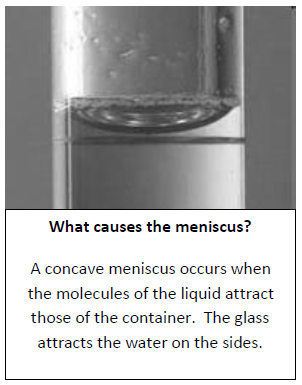 What causes the meniscus?
A concave meniscus occurs when
the molecules of the liquid attract
those of the container.  The glass
attracts the water on the sides.